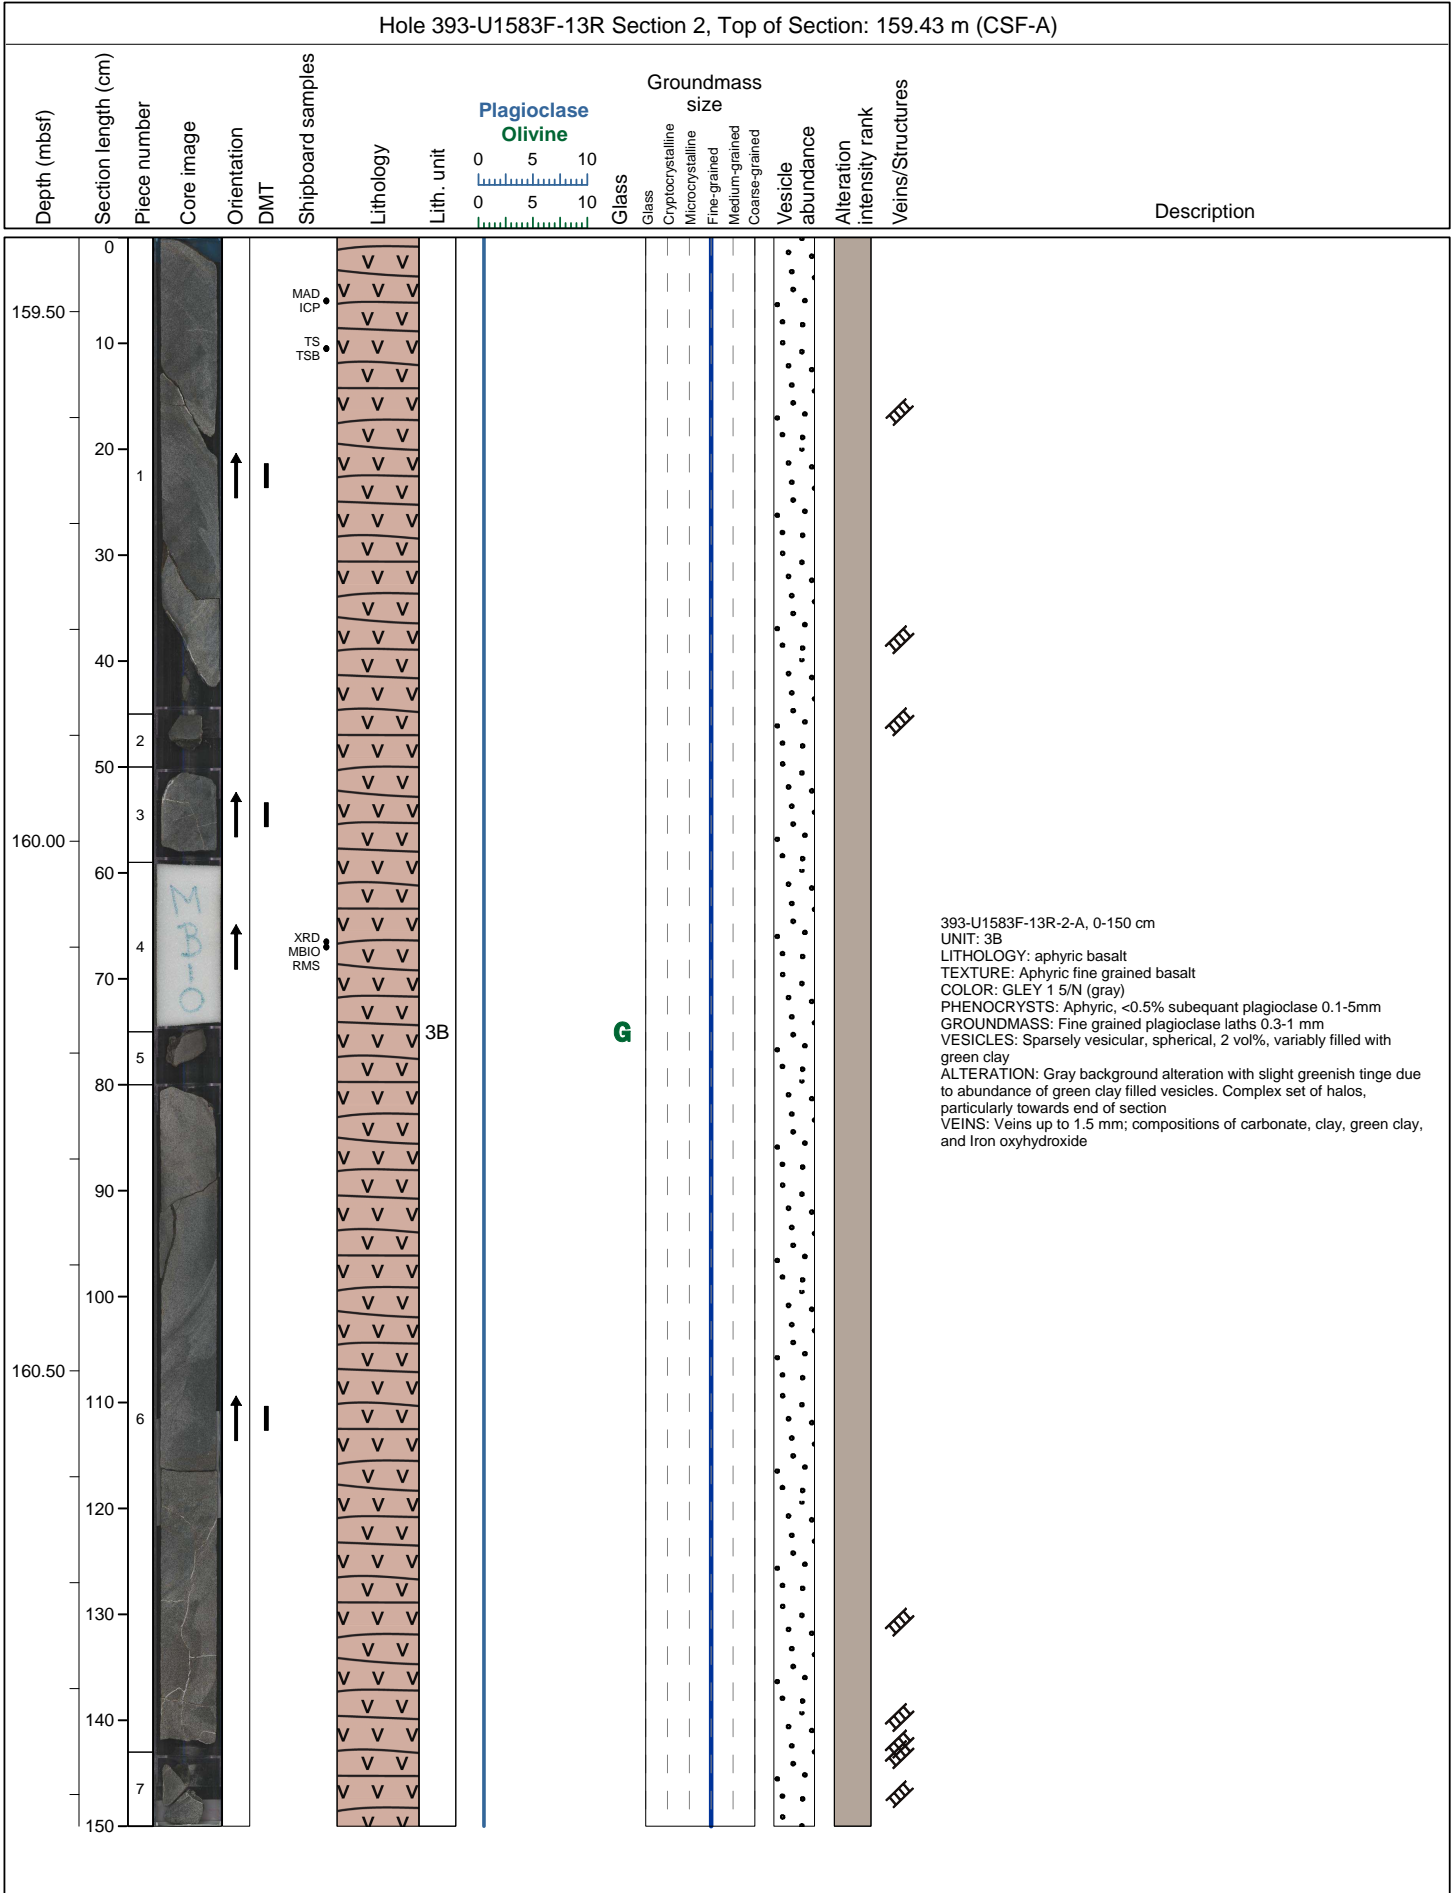 Hole 393-U1583F-13R Section 2, Top of Section: 159.43 m (CSF-A)
Depth (mbsf)
Section length (cm)
Piece number
Core image
Orientation
DMT
Shipboard samples
Lithology
Lith. unit
Plagioclase
Olivine
0 5 10
0 5 10
Glass
Groundmass
size
Glass
Cryptocrystalline
Microcrystalline
Fine-grained
Medium-grained
Coarse-grained
Vesicle
abundance
Alteration
intensity rank
Veins/Structures
Description
0
MAD
159.50
ICP
10
TS
TSB
20
1
30
40
2
50
3
160.00
60
MBIO
XRD
4
MBIO
RMS
70
3B
G
5
80
90
100
160.50
110
6
120
130
140
7
150
393-U1583F-13R-2-A, 0-150 cm
UNIT: 3B
LITHOLOGY: aphyric basalt
TEXTURE: Aphyric fine grained basalt
COLOR: GLEY 1 5/N (gray)
PHENOCRYSTS: Aphyric, <0.5% subequant plagioclase 0.1-5mm
GROUNDMASS: Fine grained plagioclase laths 0.3-1 mm
VESICLES: Sparsely vesicular, spherical, 2 vol%, variably filled with
green clay
ALTERATION: Gray background alteration with slight greenish tinge due
to abundance of green clay filled vesicles. Complex set of halos,
particularly towards end of section
VEINS: Veins up to 1.5 mm; compositions of carbonate, clay, green clay,
and Iron oxyhydroxide